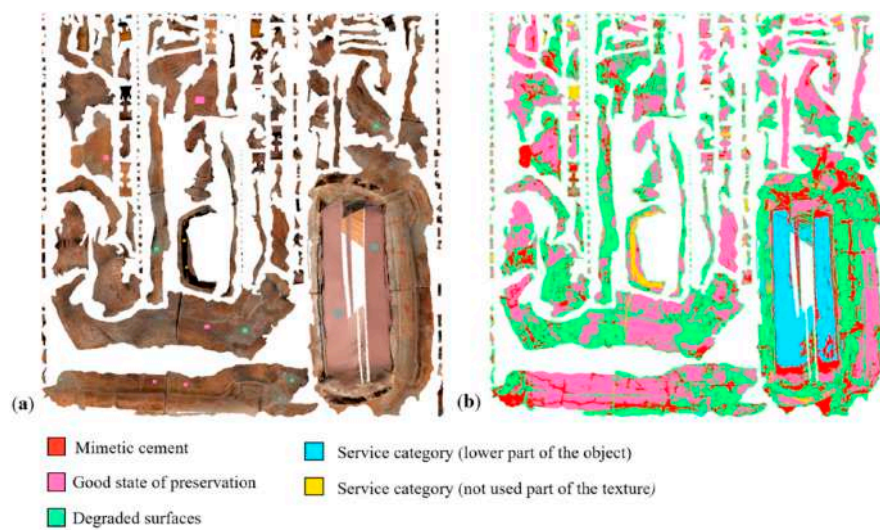 (a)
(b)
Mimetic cement
Good state of preservation
Degraded surfaces
Service category (lower part of the object)
Service category (not used part of the texture)